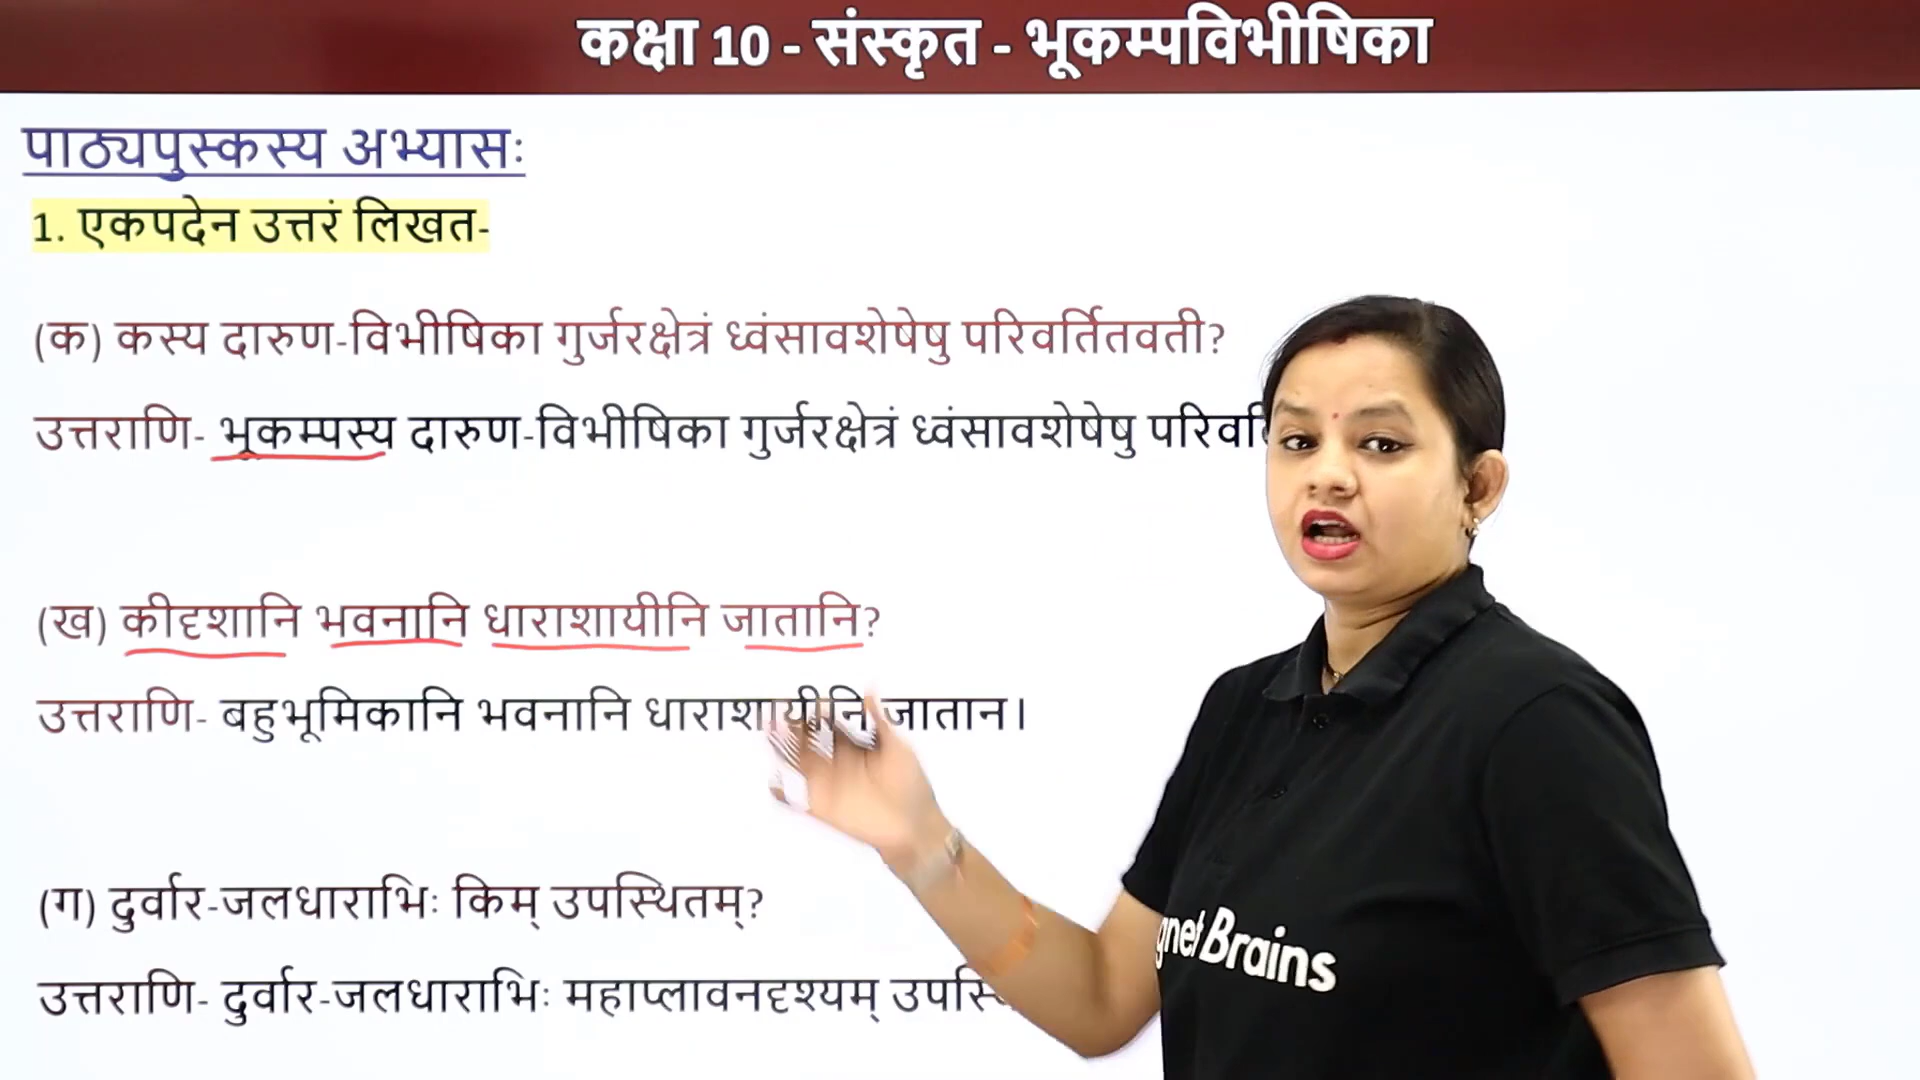 कक्षा 10 - संस्कृत - भूकम्पविभीषिका
पाठ्यपुस्कस्य अभ्यासः
1. एकपदेन उत्तरं लिखत-
(क) कस्य दारुण-विभीषिका गुर्जरक्षेत्रं ध्वंसावशेषेषु परिवर्तितवती?
उत्तराणि- भूकम्पस्य दारुण-विभीषिका गुर्जरक्षेत्रं ध्वंसावशेषेषु
(ख) कीदृशानि भवनानि धाराशायीनि जातानि?
उत्तराणि- बहुभूमिकानि भवनानि धाराशायीनि जातान।
(ग) दुर्वार-जलधाराभिः किम् उपस्थितम्?
उत्तराणि- दुर्वार-जलधाराभिः महाप्लावनदृश्यम्
Brains